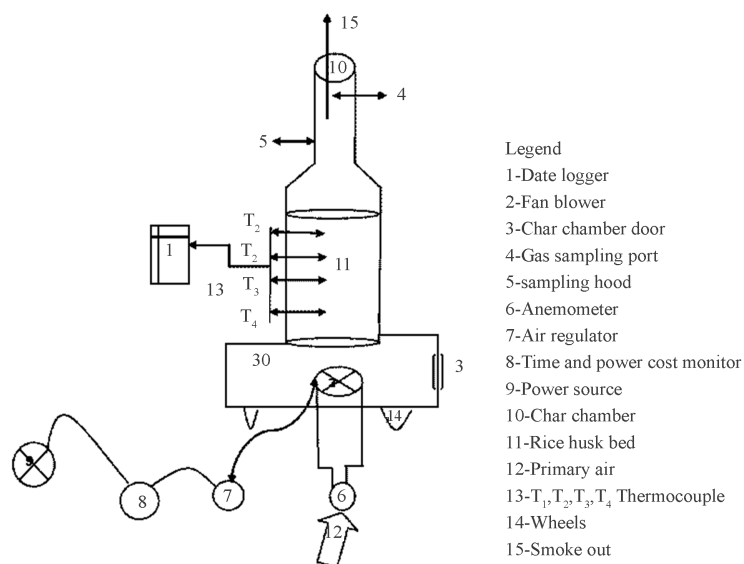 15
10
4
5
T2
T2
T3
T4
1
11
13
30
3
14
9
8
7
6
12
Legend
1-Date logger
2-Fan blower
3-Char chamber door
4-Gas sampling port
5-sampling hood
6-Anemometer
7-Air regulator
8-Time and power cost monitor
9-Power source
10-Char chamber
11-Rice husk bed
12-Primary air
13-T1,T2,T3,T4 Thermocouple
14-Wheels
15-Smoke out